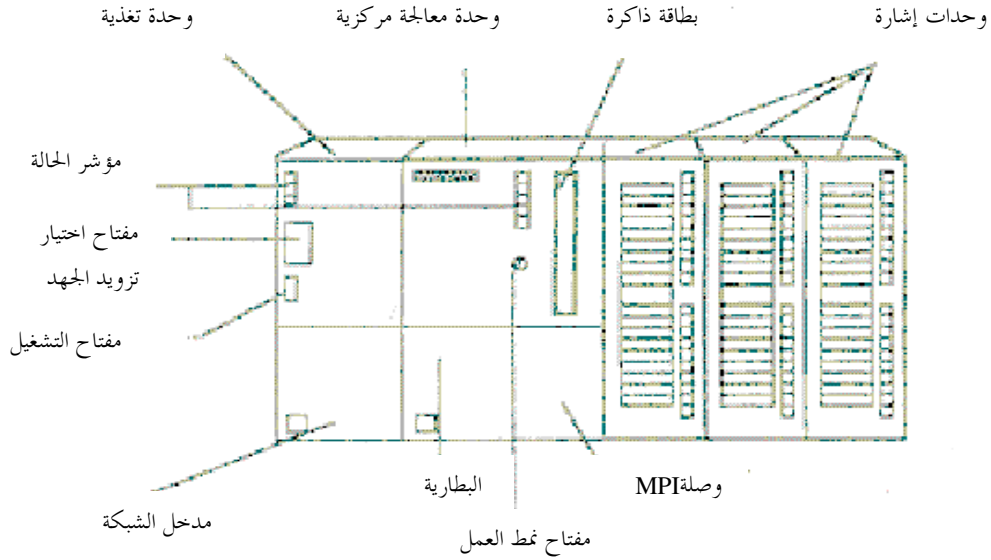 وحدات إشارة
بطاقة ذاكرة
وحدة معالجة مركزية
وحدة تغذية
مؤشر الحالة
مفتاح اختيار
تزويد الجهد
مفتاح التشغيل
وصلةMPI
البطارية
مدخل الشبكة
مفتاح نمط العمل